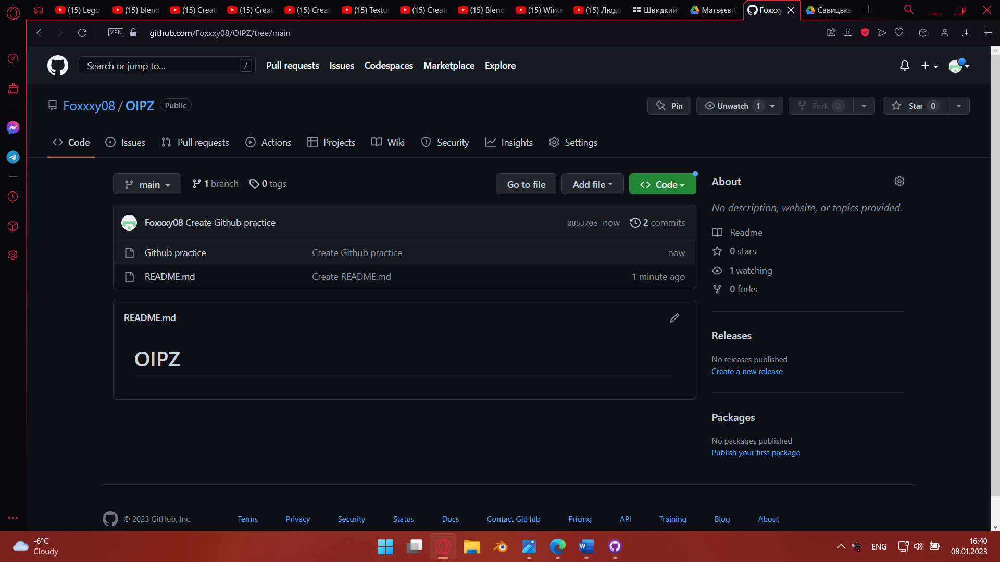 (15) Lego
(15) blend
(15) Creati
(15) Creati
(15) Creati
(15) Textur
(15) Creati
(15) Blend
(15) Winte
(15) Людо
Швидкий
Матвєєв С
Foxxxy
Савицька
VPN
github.com/Foxxxy08/OIPZ/tree/main
Search or jump to...
/
Pull requests
Issues
Codespaces
Marketplace
Explore
Foxxxy08 / OIPZ
Public
Pin
Unwatch 1
Fork 0
Star 0
Code
Issues
Pull requests
Actions
Projects
Wiki
Security
Insights
Settings
main
1 branch
0 tags
Go to file
Add file
Code
Foxxxy08 Create Github practice
085370e now
2 commits
Github practice
Create Github practice
now
README.md
Create README.md
1 minute ago
README.md
OIPZ
About
No description, website, or topics provided.
Readme
0 stars
1 watching
0 forks
Releases
No releases published
Create a new release
Packages
No packages published
Publish your first package
© 2023 GitHub, Inc.
Terms
Privacy
Security
Status
Docs
Contact GitHub
Pricing
API
Training
Blog
About
-6°C
Cloudy
W
ENG
16:40
08.01.2023